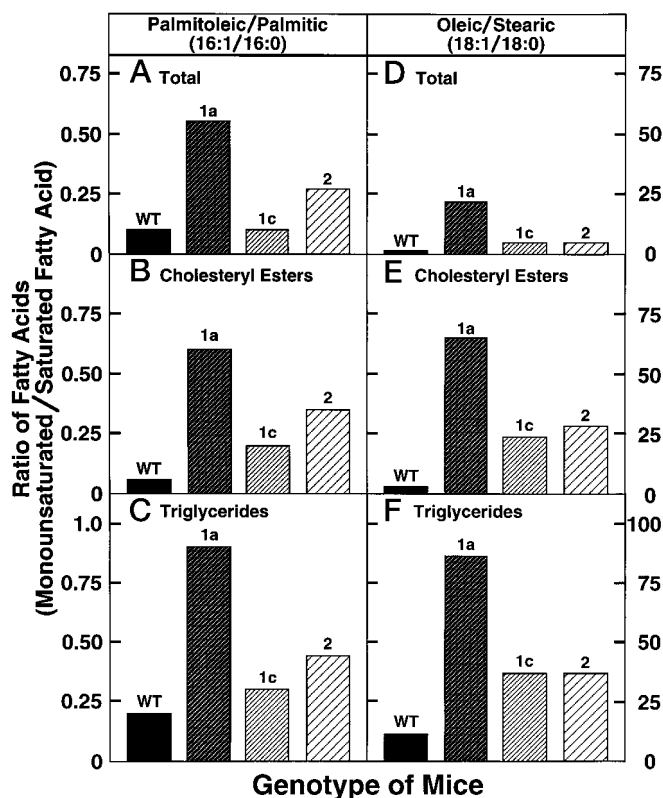 Palmitoleic/Palmitic
(16:1/16:0)
Oleic/Stearic
(18:1/18:0)
Ratio of Fatty Acids
(Monounsaturated/Saturated Fatty Acid)
A Total
0.75
0.50
0.25
0
WT
1a
1c
2
D Total
75
50
25
0
WT
1a
1c
2
B Cholesteryl Esters
0.75
0.50
0.25
0
WT
1a
1c
2
E Cholesteryl Esters
75
50
25
0
WT
1a
1c
2
C Triglycerides
1.0
0.75
0.50
0.25
0
WT
1a
1c
2
F Triglycerides
100
75
50
25
0
WT
1a
1c
2
Genotype of Mice